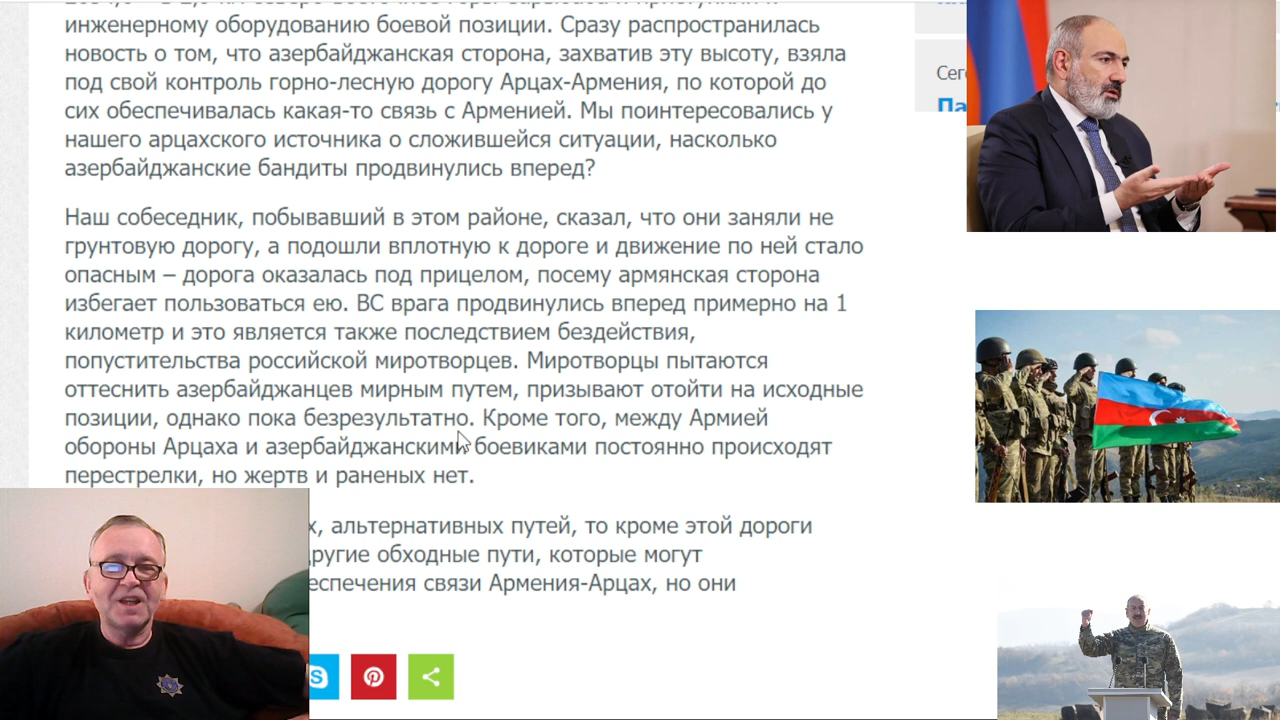 инженерному оборудованию боевой позиции. Сразу распространилась
новость о том, что азербайджанская сторона, захватив эту высоту, взяла
под свой контроль горно-лесную дорогу Арцах-Армения, по которой до
сих обеспечивалась какая-то связь с Арменией. Мы поинтересовались у
нашего арцахского источника о сложившейся ситуации, насколько
азербайджанские бандиты продвинулись вперед?
Наш собеседник, побывавший в этом районе, сказал, что они заняли не
грунтовую дорогу, а подошли вплотную к дороге и движение по ней стало
опасным – дорога оказалась под прицелом, посему армянская сторона
избегает пользоваться ею. ВС врага продвинулись вперед примерно на 1
километр и это является также последствием бездействия,
попустительства российской миротворцев. Миротворцы пытаются
оттеснить азербайджанцев мирным путем, призывают отойти на исходные
позиции, однако пока безрезультатно. Кроме того, между Армией
обороны Арцаха и азербайджанскими боевиками постоянно происходят
перестрелки, но жертв и раненых нет.
х, альтернативных путей, то кроме этой дороги
другие обходные пути, которые могут
еспечения связи Армения-Арцах, но они
Сег
Па